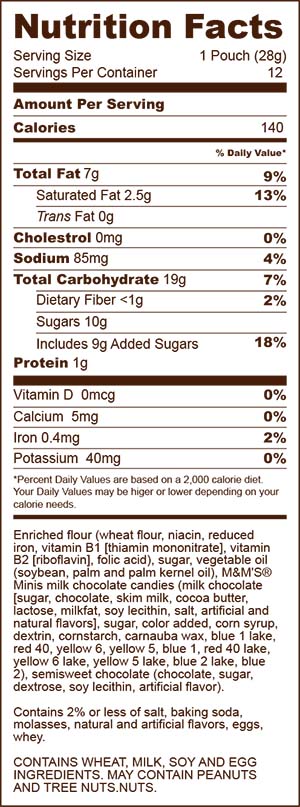 Nutrition Facts
Serving Size 1 Pouch (28g)
Servings Per Container 12
Amount Per Serving
Calories 140
% Daily Value*
Total Fat 7g 9%
Saturated Fat 2.5g 13%
Trans Fat 0g
Cholestrol 0mg 0%
Sodium 85mg 4%
Total Carbohydrate 19g 7%
Dietary Fiber <1g 2%
Sugars 10g
Includes 9g Added Sugars 18%
Protein 1g
Vitamin D 0mcg 0%
Calcium 5mg 0%
Iron 0.4mg 2%
Potassium 40mg 0%
*Percent Daily Values are based on a 2,000 calorie diet.
Your Daily Values may be higer or lower depending on your
calorie needs.
Enriched flour (wheat flour, niacin, reduced
iron, vitamin B1 [thiamin mononitrate], vitamin
B2 [riboflavin], folic acid), sugar, vegetable oil
(soybean, palm and palm kernel oil), M&M'S®
Minis milk chocolate candies (milk chocolate
[sugar, chocolate, skim milk, cocoa butter,
lactose, milkfat, soy lecithin, salt, artificial and
natural flavors], sugar, color added, corn syrup,
dextrin, cornstarch, carnauba wax, blue 1 lake,
red 40, yellow 6, yellow 5, blue 1, red 40 lake,
yellow 6 lake, yellow 5 lake, blue 2 lake, blue
2), semisweet chocolate (chocolate, sugar,
dextrose, soy lecithin, artificial flavor).
Contains 2% or less of salt, baking soda,
molasses, natural and artificial flavors, eggs,
whey.
CONTAINS WHEAT, MILK, SOY AND EGG
INGREDIENTS. MAY CONTAIN PEANUTS
AND TREE NUTS.NUTS.